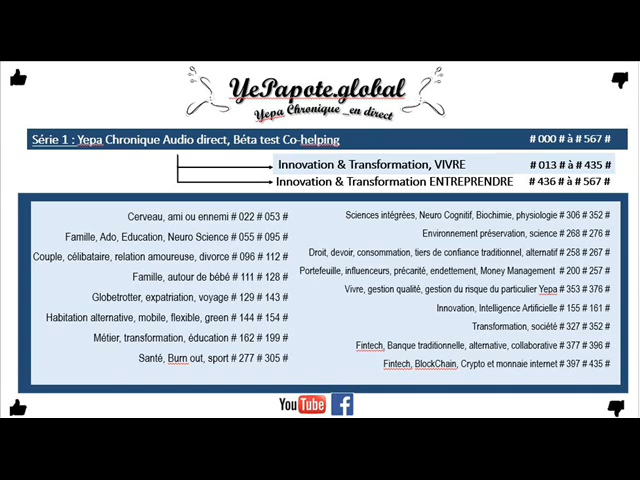 YePapote.global
Yepa Chronique _en direct
Série 1 : Yepa Chronique Audio direct, Béta test Co-helping # 000 # à # 567 #
Innovation & Transformation, VIVRE # 013 # à # 435 #
Innovation & Transformation ENTREPRENDRE # 436 # à # 567 #
Cerveau, ami ou ennemi # 022 # 053 #
Famille, Ado, Education, Neuro Science # 055 # 095 #
Couple, célibataire, relation amoureuse, divorce # 096 # 112 #
Famille, autour de bébé # 111 # 128 #
Globetrotter, expatriation, voyage # 129 # 143 #
Habitation alternative, mobile, flexible, green # 144 # 154 #
Métier, transformation, éducation # 162 # 199 #
Santé, Burn out, sport # 277 # 305 #
Sciences intégrées, Neuro Cognitif, Biochimie, physiologie # 306 # 352 #
Environnement préservation, science # 268 # 276 #
Droit, devoir, consommation, tiers de confiance traditionnel, alternatif # 258 # 267 #
Portefeuille, influenceurs, précarité, endettement, Money Management # 200 # 257 #
Vivre, gestion qualité, gestion du risque du particulier Yepa # 353 # 376 #
Innovation, Intelligence Artificielle # 155 # 161 #
Transformation, société # 327 # 352 #
Fintech, Banque traditionnelle, alternative, collaborative # 377 # 396 #
Fintech, BlockChain, Crypto et monnaie internet # 397 # 435 #
YouTube f